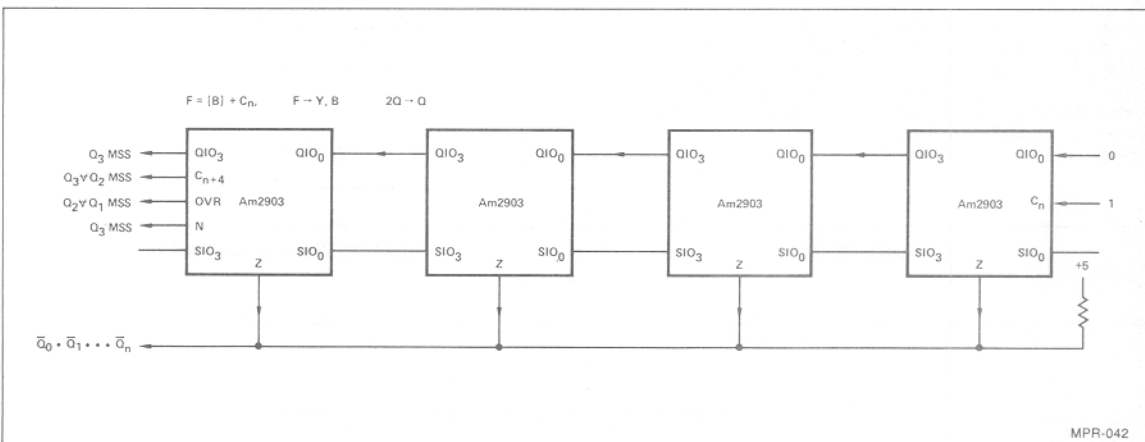 F = [B] + Cₙ, F → Y, B 2Q → Q
Q₃ MSS QIO₃ QIO₀ QIO₃ QIO₀ QIO₃ QIO₀ QIO₃ QIO₀ 0
Q₃∀Q₂ MSS Cₙ₊₄
Q₂∀Q₁ MSS OVR Am2903 Am2903 Am2903 Am2903 Cₙ 1
Q₃ MSS N
SIO₃ SIO₀ SIO₃ SIO₀ SIO₃ SIO₀ SIO₃ SIO₀
Z Z Z Z +5
Q̅₀ • Q̅₁ • • • Q̅ₙ
MPR-042